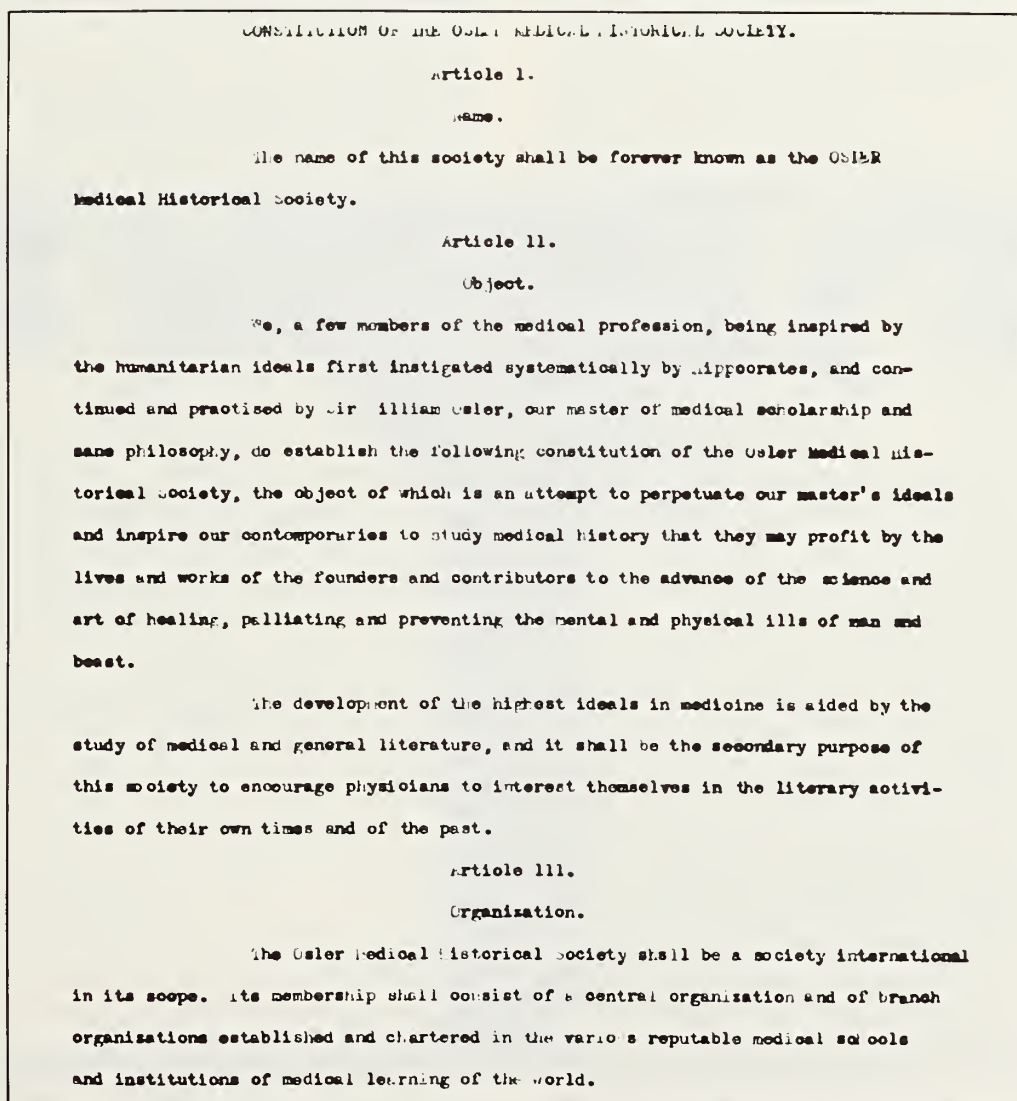 CONSTITUTION OF THE OSLER MEDICAL HISTORICAL SOCIETY.
Article 1.
Name.
The name of this society shall be forever known as the OSLER
Medical Historical Society.
Article 11.
Object.
We, a few members of the medical profession, being inspired by
the humanitarian ideals first instigated systematically by Hippocrates, and con-
tinued and practised by Sir William Osler, our master of medical scholarship and
sane philosophy, do establish the following constitution of the Osler Medical His-
torical Society, the object of which is an attempt to perpetuate our master's ideals
and inspire our contemporaries to study medical history that they may profit by the
lives and works of the founders and contributors to the advance of the science and
art of healing, palliating and preventing the mental and physical ills of man and
beast.
The development of the highest ideals in medicine is aided by the
study of medical and general literature, and it shall be the secondary purpose of
this society to encourage physicians to interest themselves in the literary activi-
ties of their own times and of the past.
Article 111.
Organization.
The Osler Medical Historical Society shall be a society international
in its scope. Its membership shall consist of a central organization and of branch
organizations established and chartered in the various reputable medical schools
and institutions of medical learning of the world.